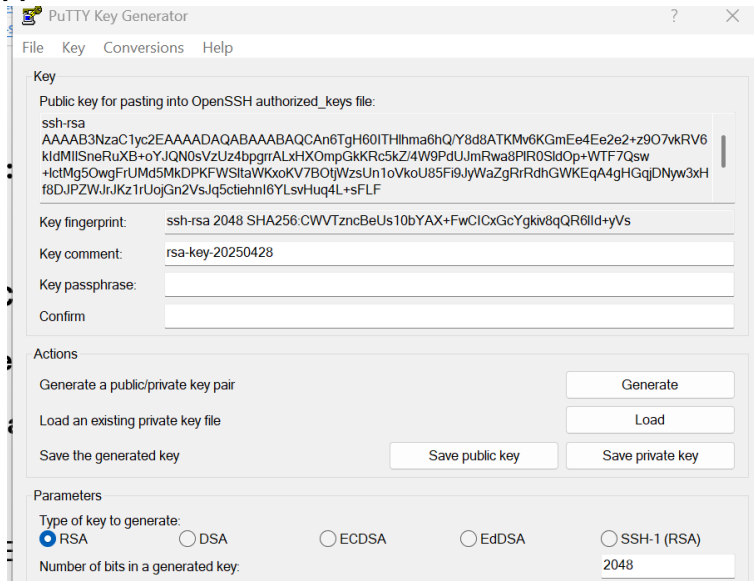 PuTTY Key Generator
File Key Conversions Help
Key
Public key for pasting into OpenSSH authorized_keys file:
ssh-rsa
AAAAB3NzaC1yc2EAAAADAQABAAABAQCAn6TgH60ITHlhma6hQ/Y8d8ATKMv6KGmEe4Ee2e2+z9O7vkRV6
kIdMIlSneRuXB+oYJQN0sVzUz4bpgrrALxHXOmpGkKRc5kZ/4W9PdUJmRwa8PlR0SldOp+WTF7Qsw
+lctMg5OwgFrUMd5MkDPKFWSltaWKxoKV7BOtjWzsUn1oVkoU85Fi9JyWaZgRrRdhGWKEqA4gHGqjDNyw3xH
f8DJPZWJrJKz1rUojGn2VsJq5ctiehnI6YLsvHuq4L+sFLF
Key fingerprint: ssh-rsa 2048 SHA256:CWVTzncBeUs10bYAX+FwCICxGcYgkiv8qQR6lId+yVs
Key comment: rsa-key-20250428
Key passphrase:
Confirm
Actions
Generate a public/private key pair Generate
Load an existing private key file Load
Save the generated key Save public key Save private key
Parameters
Type of key to generate:
RSA DSA ECDSA EdDSA SSH-1 (RSA)
Number of bits in a generated key: 2048